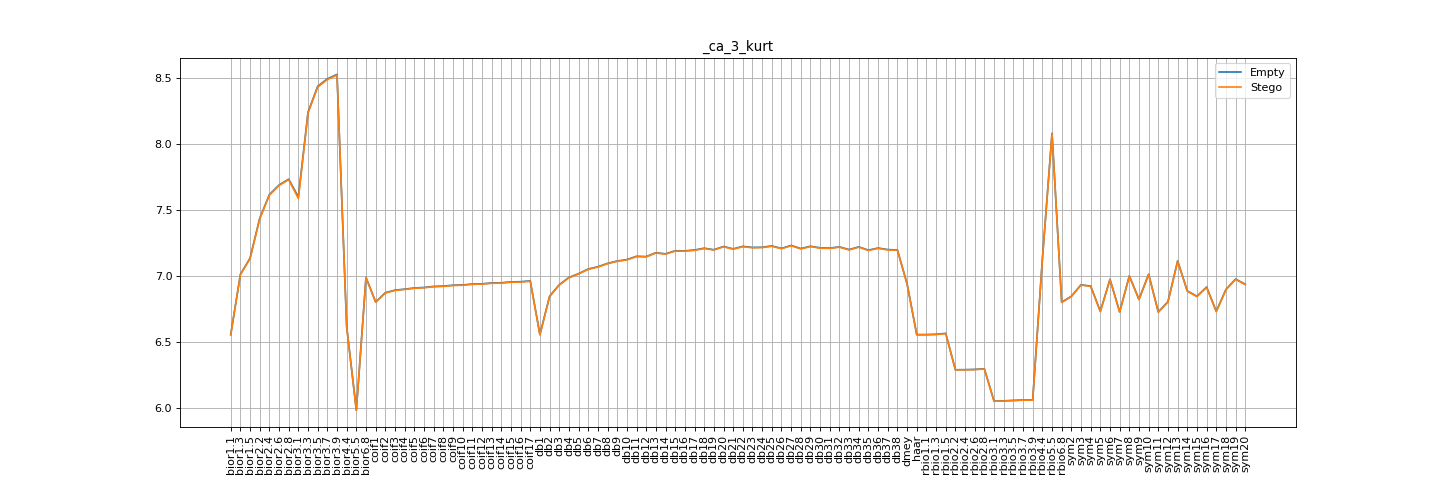 _ca_3_kurt
Empty
Stego
8.5
8.0
7.5
7.0
6.5
6.0
bior1.1
bior1.3
bior1.5
bior2.2
bior2.4
bior2.6
bior2.8
bior3.1
bior3.3
bior3.5
bior3.7
bior3.9
bior4.4
bior5.5
bior6.8
coif1
coif2
coif3
coif4
coif5
coif6
coif7
coif8
coif9
coif10
coif11
coif12
coif13
coif14
coif15
coif16
coif17
db1
db2
db3
db4
db5
db6
db7
db8
db9
db10
db11
db12
db13
db14
db15
db16
db17
db18
db19
db20
db21
db22
db23
db24
db25
db26
db27
db28
db29
db30
db31
db32
db33
db34
db35
db36
db37
db38
dmey
haar
rbio1.1
rbio1.3
rbio1.5
rbio2.2
rbio2.4
rbio2.6
rbio2.8
rbio3.1
rbio3.3
rbio3.5
rbio3.7
rbio3.9
rbio4.4
rbio5.5
rbio6.8
sym2
sym3
sym4
sym5
sym6
sym7
sym8
sym9
sym10
sym11
sym12
sym13
sym14
sym15
sym16
sym17
sym18
sym19
sym20